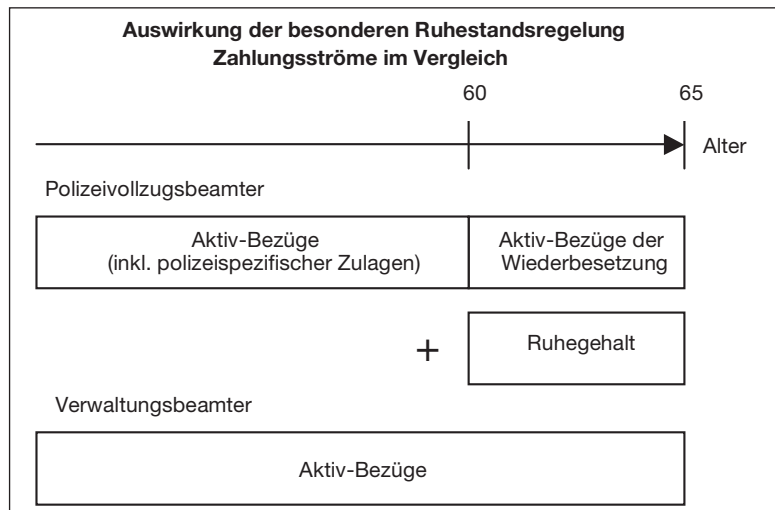 Auswirkung der besonderen Ruhestandsregelung
Zahlungsströme im Vergleich
60 65
Alter
Polizeivollzugsbeamter
Aktiv-Bezüge
(inkl. polizeispezifischer Zulagen)
Aktiv-Bezüge der
Wiederbesetzung
+
Ruhegehalt
Verwaltungsbeamter
Aktiv-Bezüge